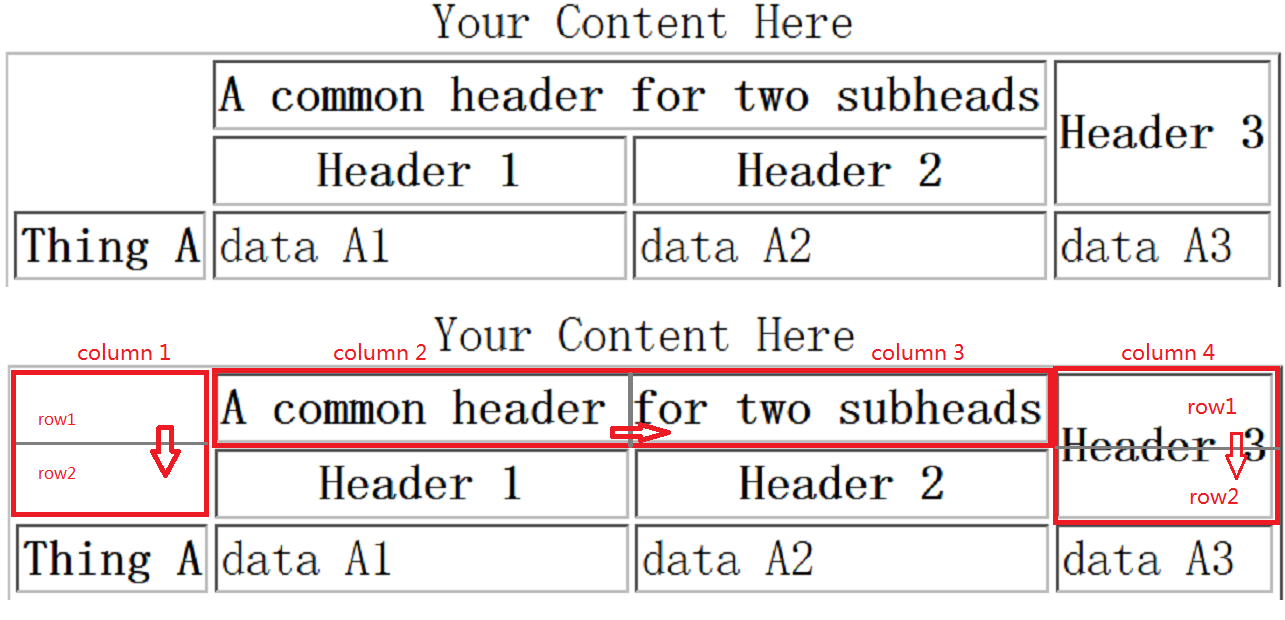 Your Content Here
A common header for two subheads
Header 3
Header 1 Header 2
Thing A data A1 data A2 data A3
Your Content Here
column 1 column 2 column 3 column 4
A common header for two subheads
row1 row1
Header 3
row2 Header 1 Header 2 row2
Thing A data A1 data A2 data A3